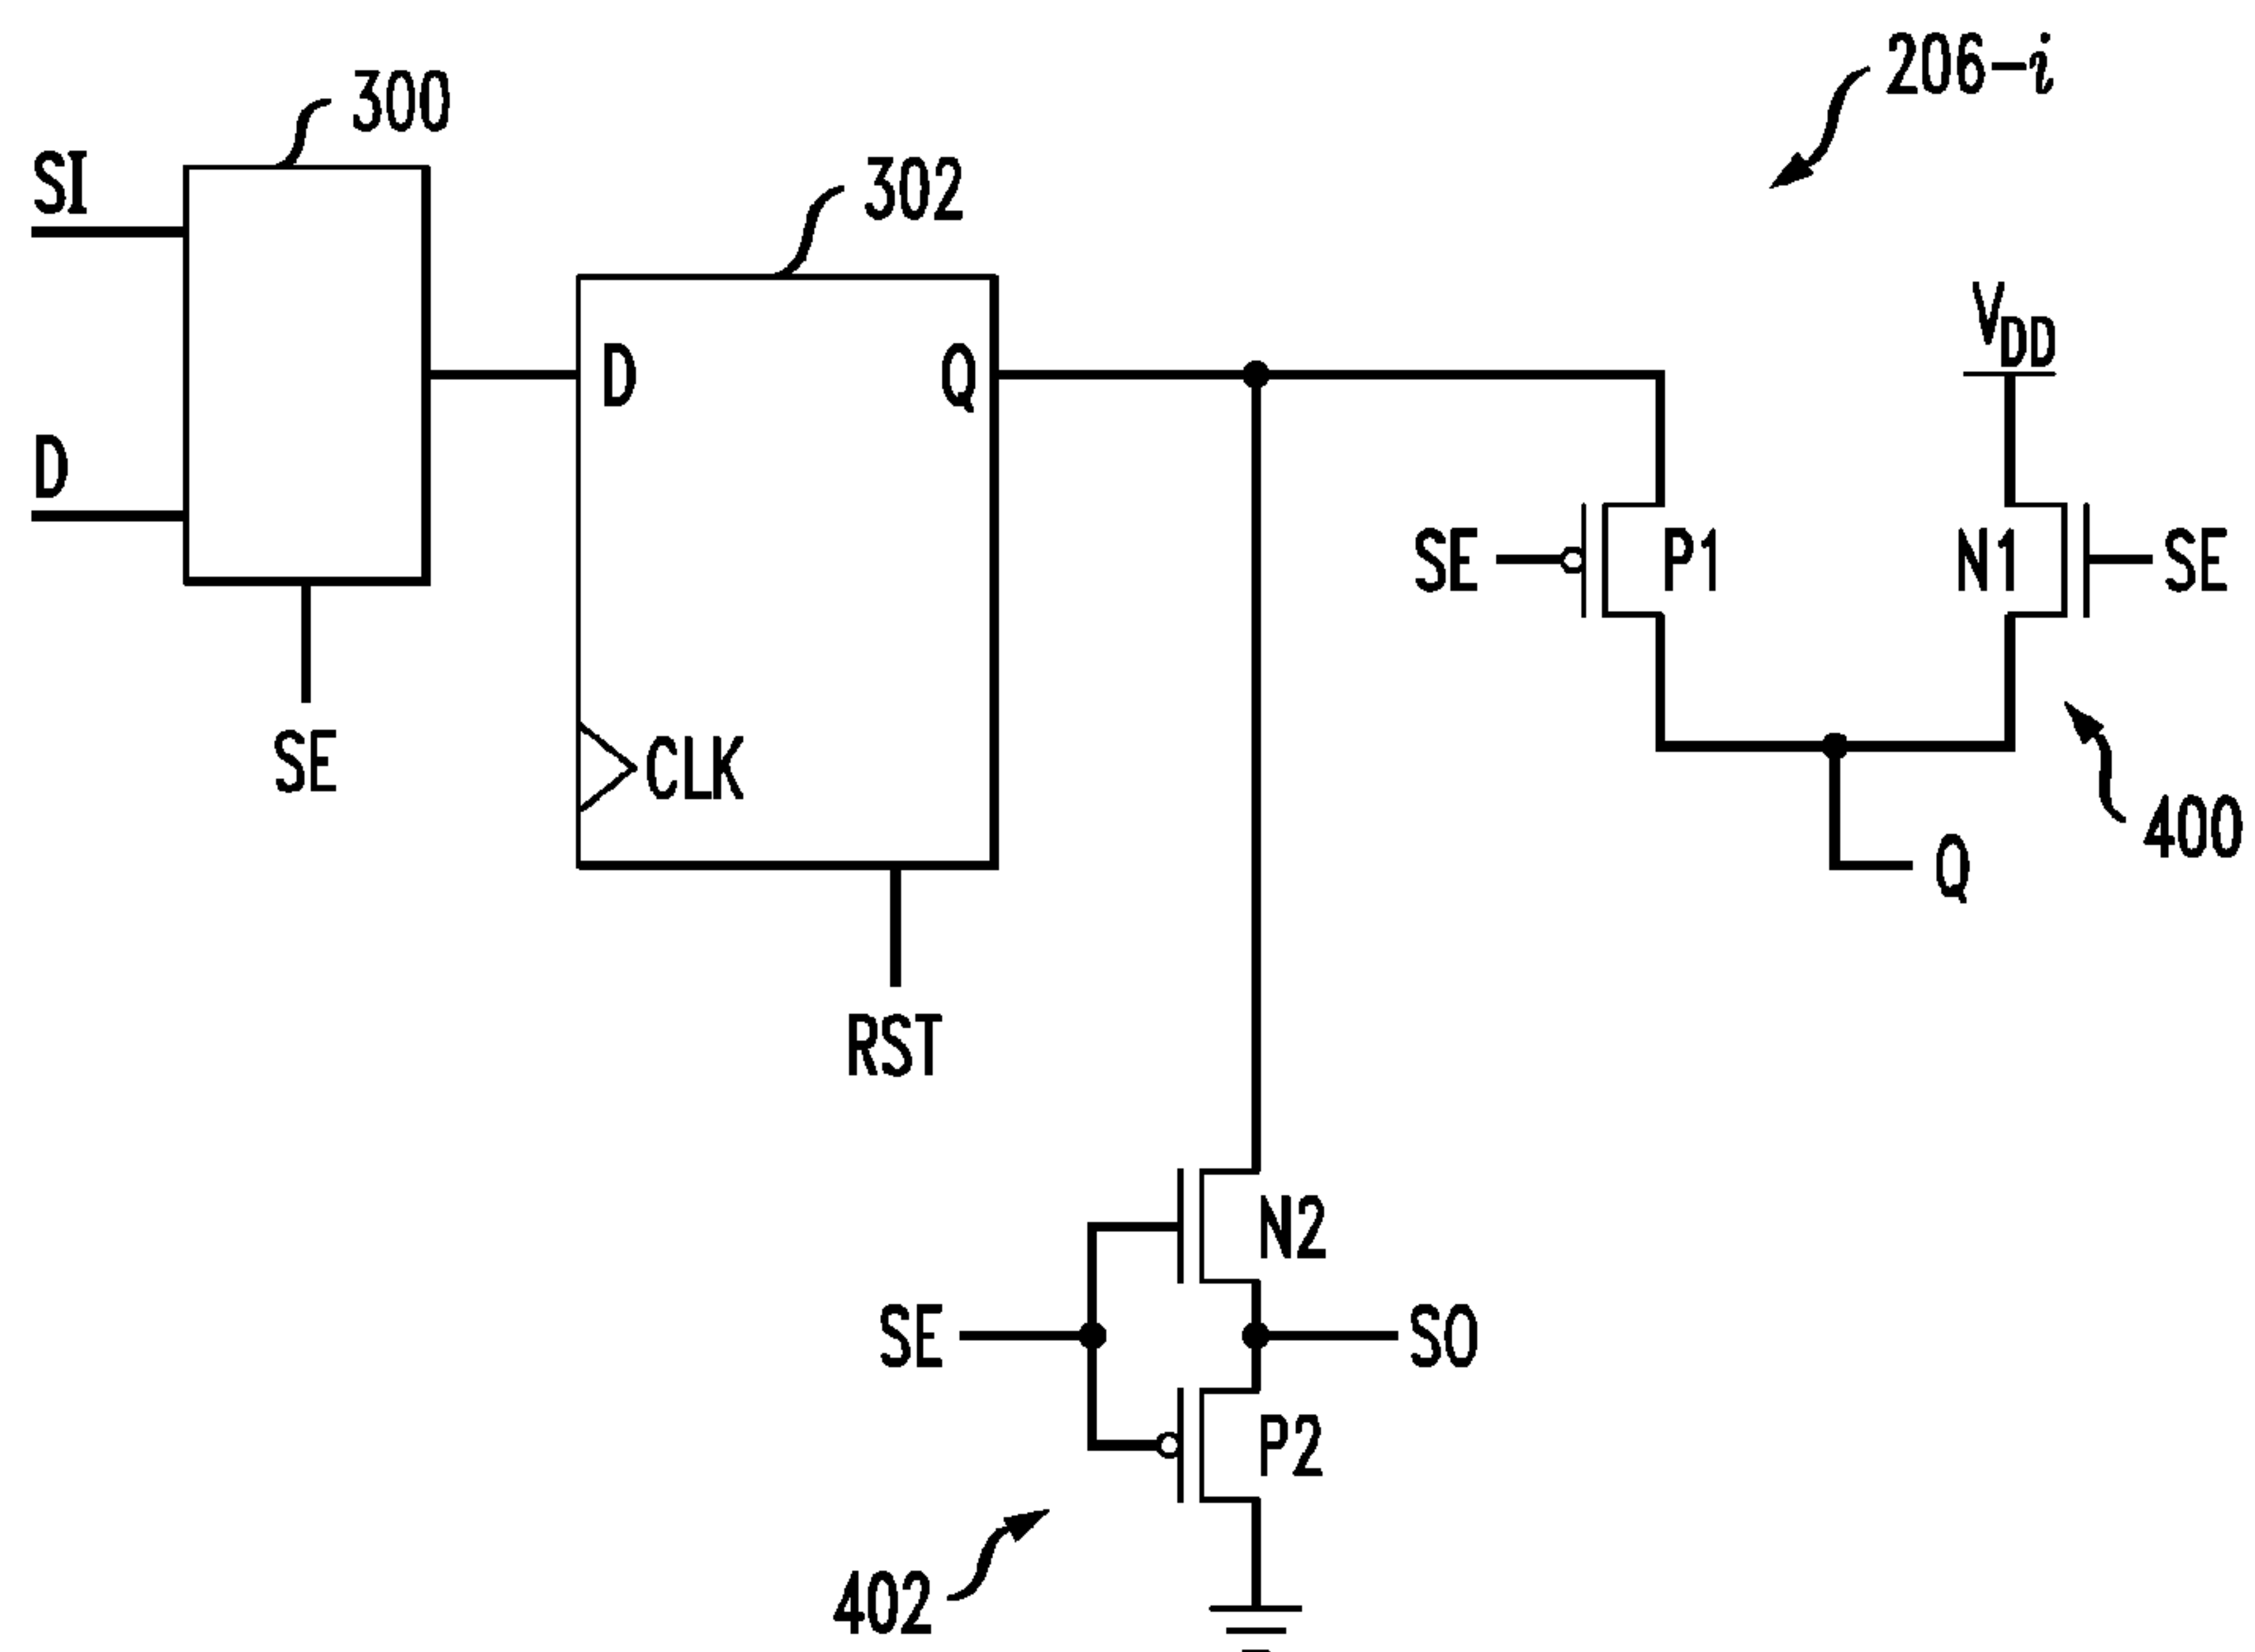 206-i
300
SI
302
VDD
D
Q
D
SE
P1
N1
SE
SE
CLK
400
Q
RST
N2
SE
SO
P2
402